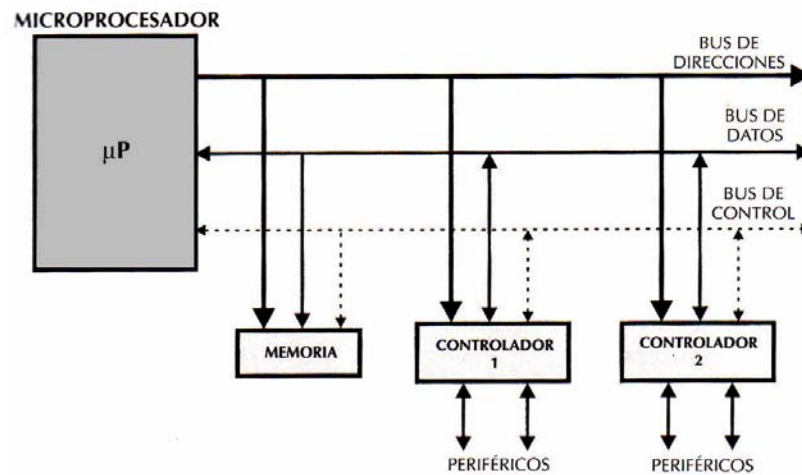 MICROPROCESADOR
µP
BUS DE
DIRECCIONES
BUS DE
DATOS
BUS DE
CONTROL
MEMORIA
CONTROLADOR
1
CONTROLADOR
2
PERIFÉRICOS
PERIFÉRICOS